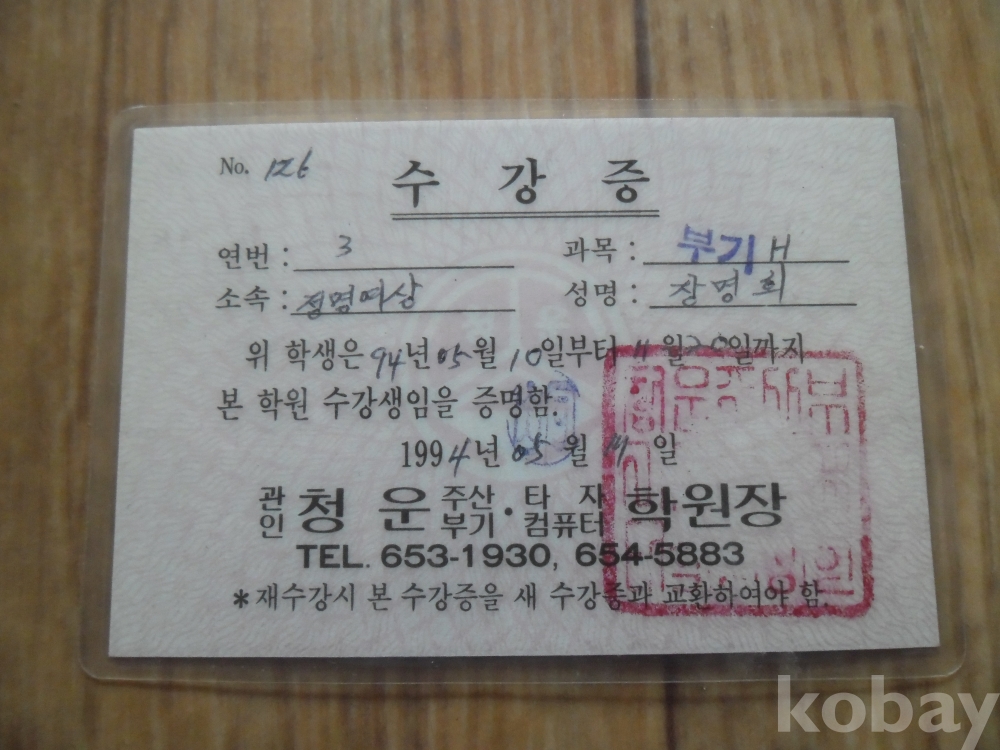 No. 126
수강증
연번 : 3 과목 : 부기 H
소속 : 정명여상 성명 : 장명희
위 학생은 94년 05월 10일부터 11월 20일까지
본 학원 수강생임을 증명함.
1994년 05월 14일
관인 청운 주산·타자 부기 컴퓨터 학원장
TEL. 653-1930, 654-5883
*재수강시 본 수강증을 새 수강증과 교환하여야 함.
kobay